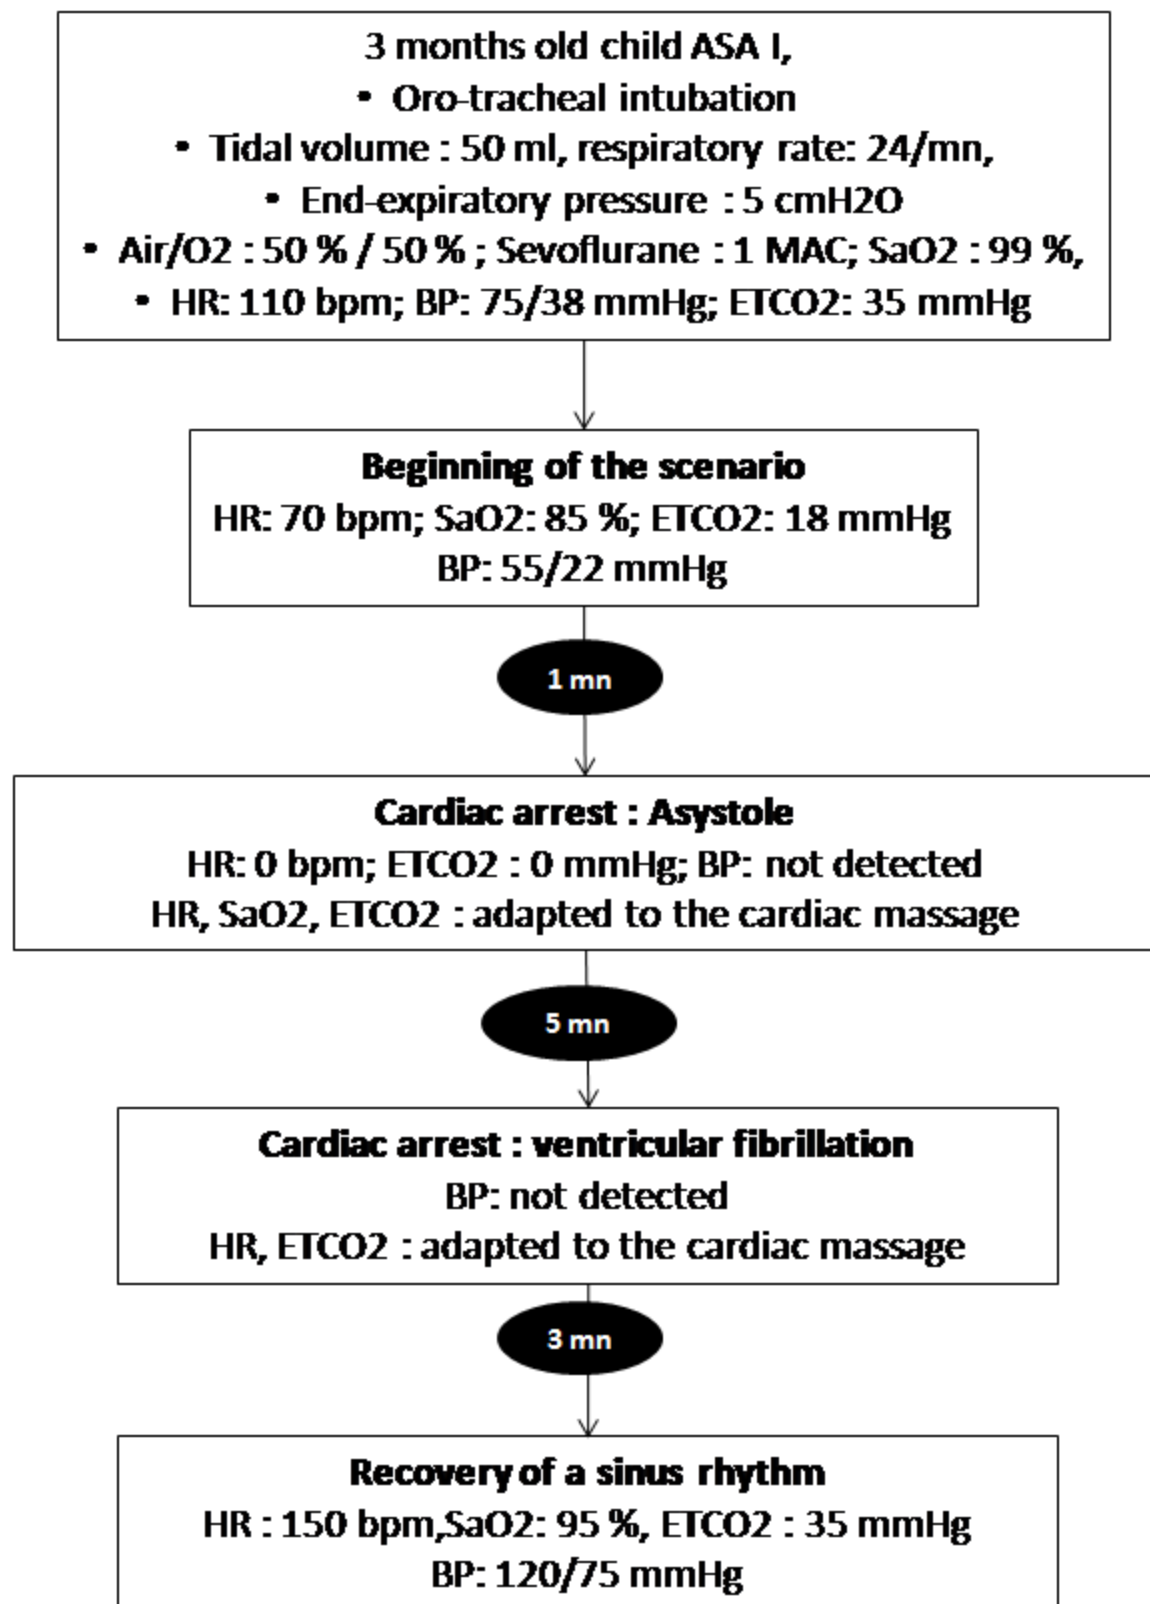 3 months old child ASA I,
• Oro-tracheal intubation
• Tidal volume : 50 ml, respiratory rate: 24/mn,
• End-expiratory pressure : 5 cmH2O
• Air/O2 : 50 % / 50 % ; Sevoflurane : 1 MAC; SaO2 : 99 %,
• HR: 110 bpm; BP: 75/38 mmHg; ETCO2: 35 mmHg
Beginning of the scenario
HR: 70 bpm; SaO2: 85 %; ETCO2: 18 mmHg
BP: 55/22 mmHg
1 mn
Cardiac arrest : Asystole
HR: 0 bpm; ETCO2 : 0 mmHg; BP: not detected
HR, SaO2, ETCO2 : adapted to the cardiac massage
5 mn
Cardiac arrest : ventricular fibrillation
BP: not detected
HR, ETCO2 : adapted to the cardiac massage
3 mn
Recovery of a sinus rhythm
HR : 150 bpm,SaO2: 95 %, ETCO2 : 35 mmHg
BP: 120/75 mmHg